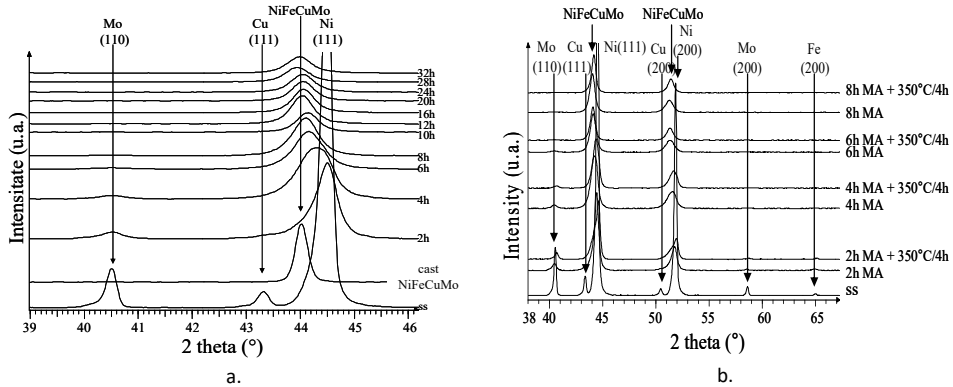 Mo
(110)
Cu
(111)
NiFeCuMo
Ni
(111)
32h
28h
24h
20h
16h
12h
10h
8h
6h
4h
2h
cast
NiFeCuMo
ss
Intensitate (u.a.)
39 40 41 42 43 44 45 46
2 theta (°)
a.
NiFeCuMo NiFeCuMo
Mo
(110)
Cu
(111)
Ni(111)
Cu
(200)
Ni
(200)
Mo
(200)
Fe
(200)
8h MA + 350°C/4h
8h MA
6h MA + 350°C/4h
6h MA
4h MA + 350°C/4h
4h MA
2h MA + 350°C/4h
2h MA
ss
Intensity (u.a.)
38 40 45 50 55 60 65
2 theta (°)
b.